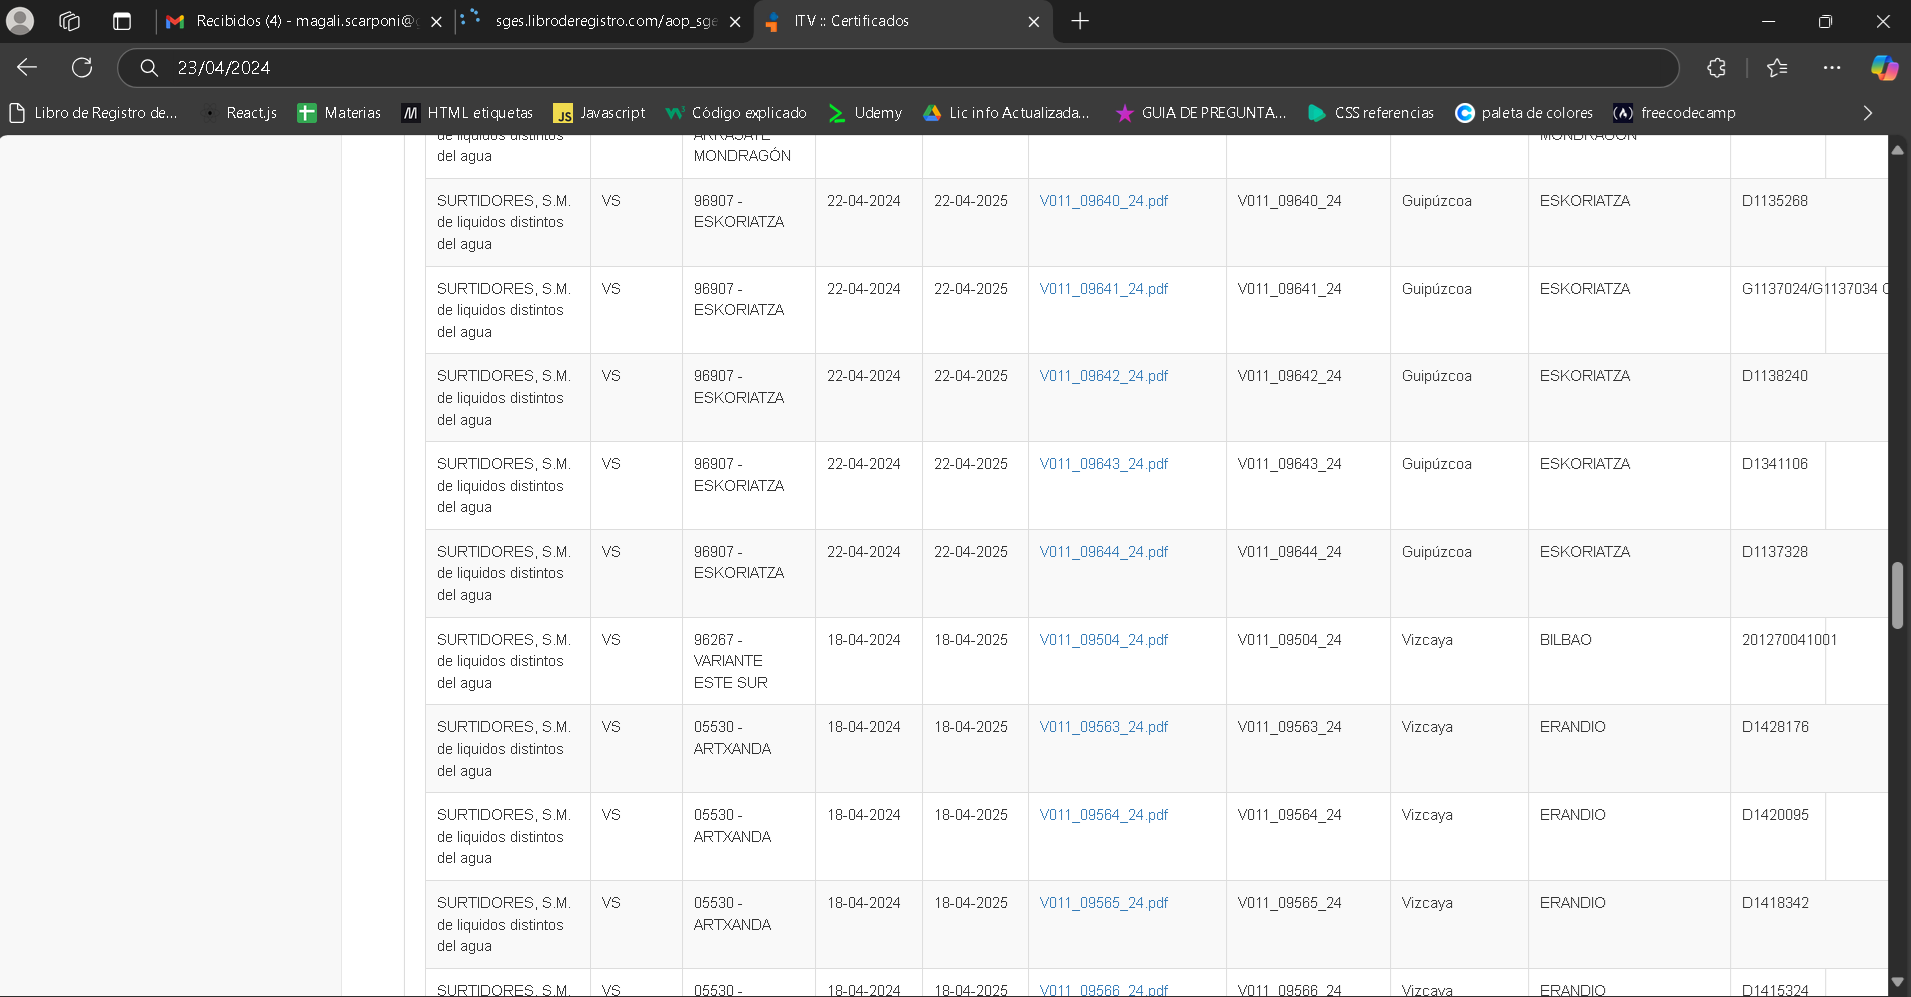 Recibidos (4) - magali.scarponi@g
sges.libroderegistro.com/aop_sge
ITV :: Certificados
23/04/2024
Libro de Registro de...
React.js
Materias
HTML etiquetas
Javascript
Código explicado
Udemy
Lic info Actualizada...
GUIA DE PREGUNTA...
CSS referencias
paleta de colores
freecodecamp
de liquidos distintos ARRASATE MONDRAGÓN
del agua MONDRAGÓN
SURTIDORES, S.M. VS 96907 - 22-04-2024 22-04-2025 V011_09640_24.pdf V011_09640_24 Guipúzcoa ESKORIATZA D1135268
de liquidos distintos ESKORIATZA
del agua
SURTIDORES, S.M. VS 96907 - 22-04-2024 22-04-2025 V011_09641_24.pdf V011_09641_24 Guipúzcoa ESKORIATZA G1137024/G1137034
de liquidos distintos ESKORIATZA
del agua
SURTIDORES, S.M. VS 96907 - 22-04-2024 22-04-2025 V011_09642_24.pdf V011_09642_24 Guipúzcoa ESKORIATZA D1138240
de liquidos distintos ESKORIATZA
del agua
SURTIDORES, S.M. VS 96907 - 22-04-2024 22-04-2025 V011_09643_24.pdf V011_09643_24 Guipúzcoa ESKORIATZA D1341106
de liquidos distintos ESKORIATZA
del agua
SURTIDORES, S.M. VS 96907 - 22-04-2024 22-04-2025 V011_09644_24.pdf V011_09644_24 Guipúzcoa ESKORIATZA D1137328
de liquidos distintos ESKORIATZA
del agua
SURTIDORES, S.M. VS 96267 - 18-04-2024 18-04-2025 V011_09504_24.pdf V011_09504_24 Vizcaya BILBAO 201270041001
de liquidos distintos VARIANTE
del agua ESTE SUR
SURTIDORES, S.M. VS 05530 - 18-04-2024 18-04-2025 V011_09563_24.pdf V011_09563_24 Vizcaya ERANDIO D1428176
de liquidos distintos ARTXANDA
del agua
SURTIDORES, S.M. VS 05530 - 18-04-2024 18-04-2025 V011_09564_24.pdf V011_09564_24 Vizcaya ERANDIO D1420095
de liquidos distintos ARTXANDA
del agua
SURTIDORES, S.M. VS 05530 - 18-04-2024 18-04-2025 V011_09565_24.pdf V011_09565_24 Vizcaya ERANDIO D1418342
de liquidos distintos ARTXANDA
del agua
SURTIDORES, S.M. VS 05530 - 18-04-2024 18-04-2025 V011_09566_24.pdf V011_09566_24 Vizcaya ERANDIO D1415324